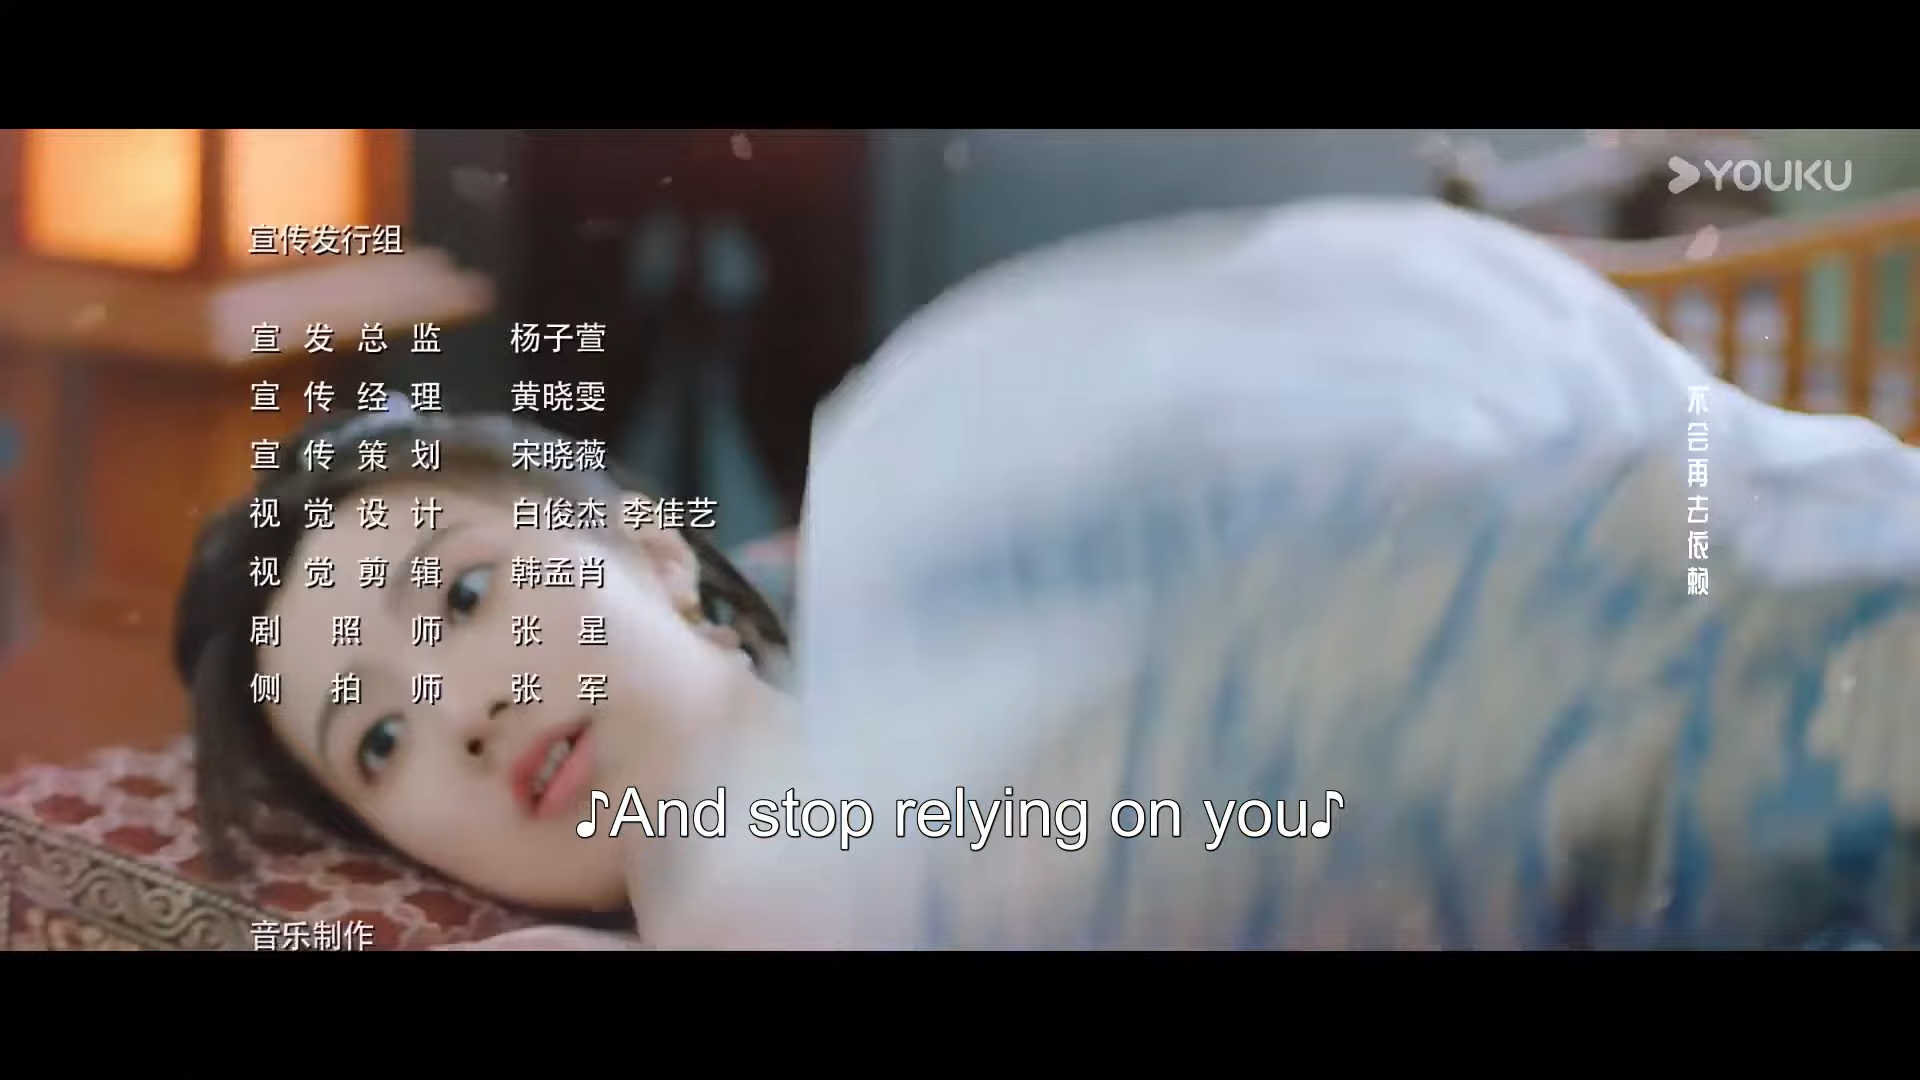 YOUKU
宣传发行组
宣发总监 杨子萱
宣传经理 黄晓雯
宣传策划 宋晓薇
视觉设计 白俊杰 李佳艺
视觉剪辑 韩孟肖
剧照师 张星
侧拍师 张军
不会再去依赖
♪And stop relying on you♪
音乐制作